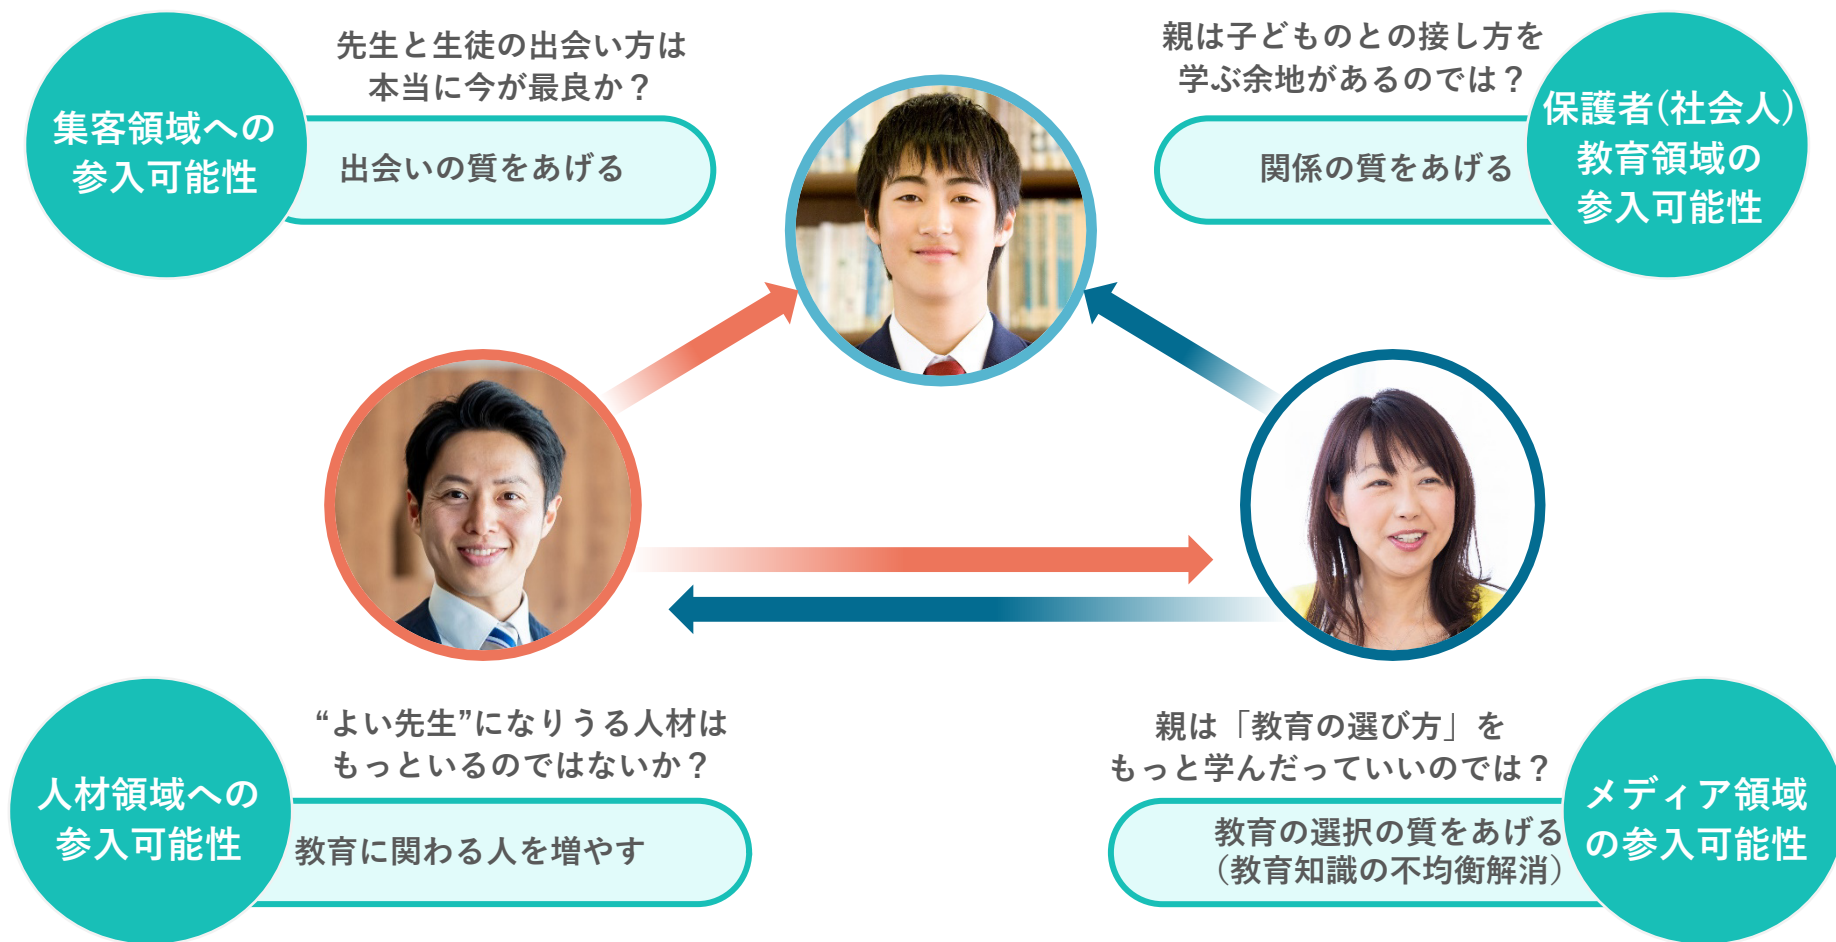 先生と生徒の出会い方は
本当に今が最良か？
集客領域への
参入可能性
出会いの質をあげる
親は子どものとの接し方を
学ぶ余地があるのでは？
関係の質をあげる
保護者(社会人)
教育領域の
参入可能性
“よい先生”になりうる人材は
もっといるのではないか？
人材領域への
参入可能性
教育に関わる人を増やす
親は「教育の選び方」を
もっと学んだっていいのでは？
教育の選択の質をあげる
（教育知識の不均衡解消）
メディア領域
の参入可能性